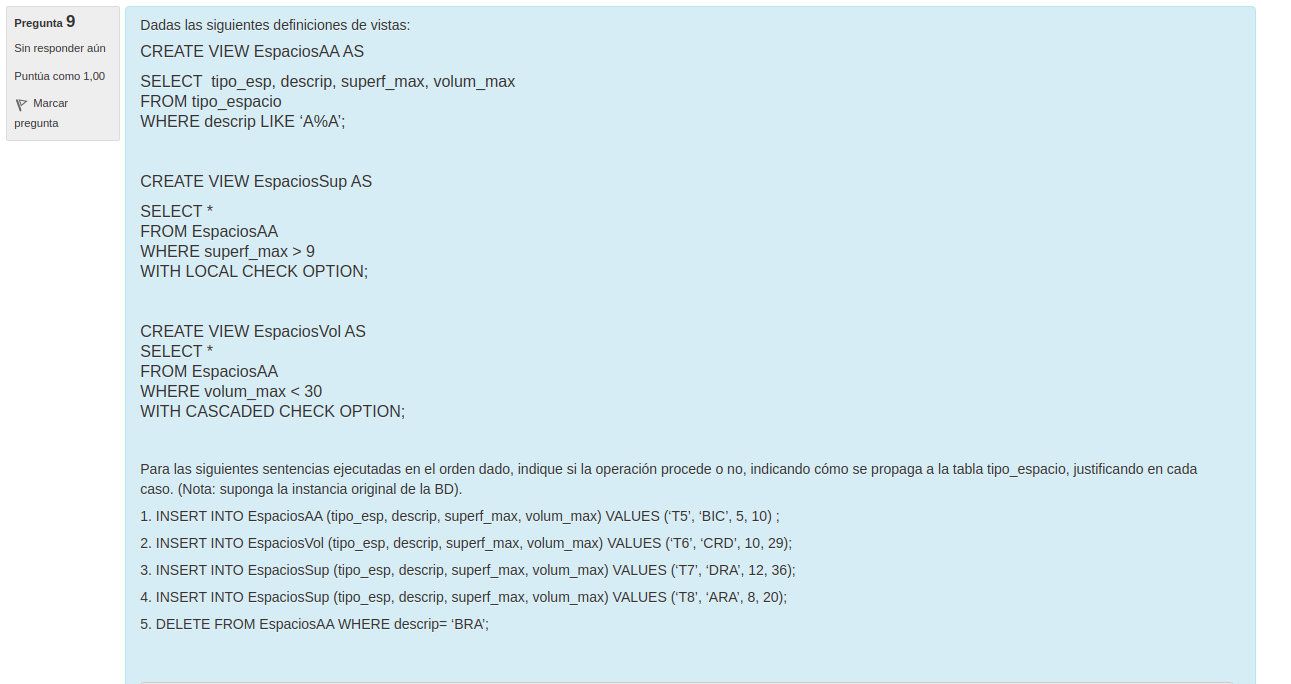 Pregunta 9
Sin responder aún
Puntúa como 1,00
Marcar
pregunta
Dadas las siguientes definiciones de vistas:
CREATE VIEW EspaciosAA AS
SELECT  tipo_esp, descrip, superf_max, volum_max
FROM tipo_espacio
WHERE descrip LIKE ‘A%A’;
CREATE VIEW EspaciosSup AS
SELECT *
FROM EspaciosAA
WHERE superf_max > 9
WITH LOCAL CHECK OPTION;
CREATE VIEW EspaciosVol AS
SELECT *
FROM EspaciosAA
WHERE volum_max < 30
WITH CASCADED CHECK OPTION;
Para las siguientes sentencias ejecutadas en el orden dado, indique si la operación procede o no, indicando cómo se propaga a la tabla tipo_espacio, justificando en cada
caso. (Nota: suponga la instancia original de la BD).
1. INSERT INTO EspaciosAA (tipo_esp, descrip, superf_max, volum_max) VALUES (‘T5’, ‘BIC’, 5, 10) ;
2. INSERT INTO EspaciosVol (tipo_esp, descrip, superf_max, volum_max) VALUES (‘T6’, ‘CRD’, 10, 29);
3. INSERT INTO EspaciosSup (tipo_esp, descrip, superf_max, volum_max) VALUES (‘T7’, ‘DRA’, 12, 36);
4. INSERT INTO EspaciosSup (tipo_esp, descrip, superf_max, volum_max) VALUES (‘T8’, ‘ARA’, 8, 20);
5. DELETE FROM EspaciosAA WHERE descrip= ‘BRA’;